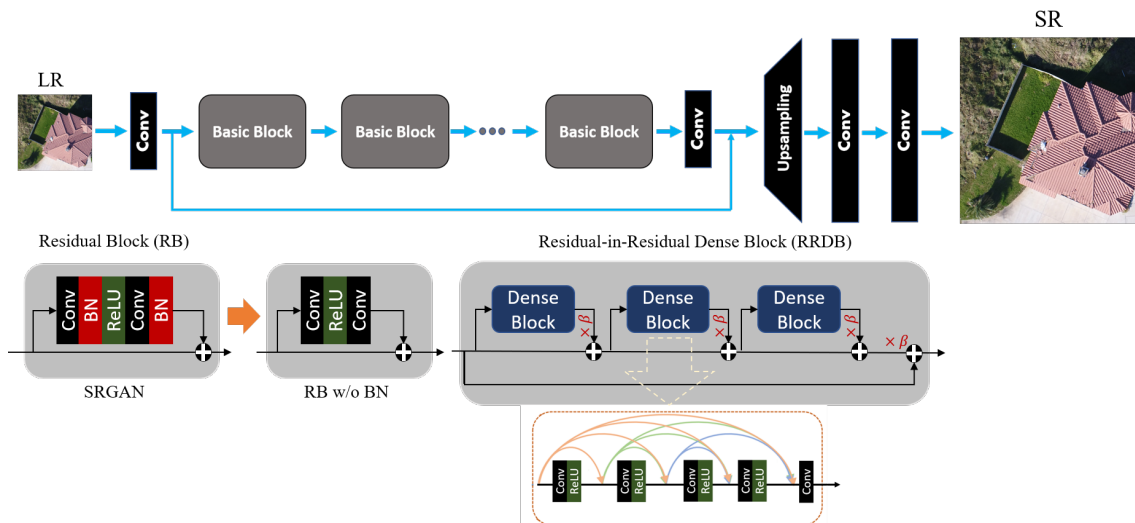 SR
LR
Conv
Basic Block
Basic Block
Basic Block
Conv
Upsampling
Conv
Conv
Residual Block (RB)
Residual-in-Residual Dense Block (RRDB)
Conv
BN
ReLU
Conv
BN
Conv
ReLU
Conv
Dense
Block
× β
Dense
Block
× β
Dense
Block
× β
× β
SRGAN
RB w/o BN
Conv
ReLU
Conv
ReLU
Conv
ReLU
Conv
ReLU
Conv